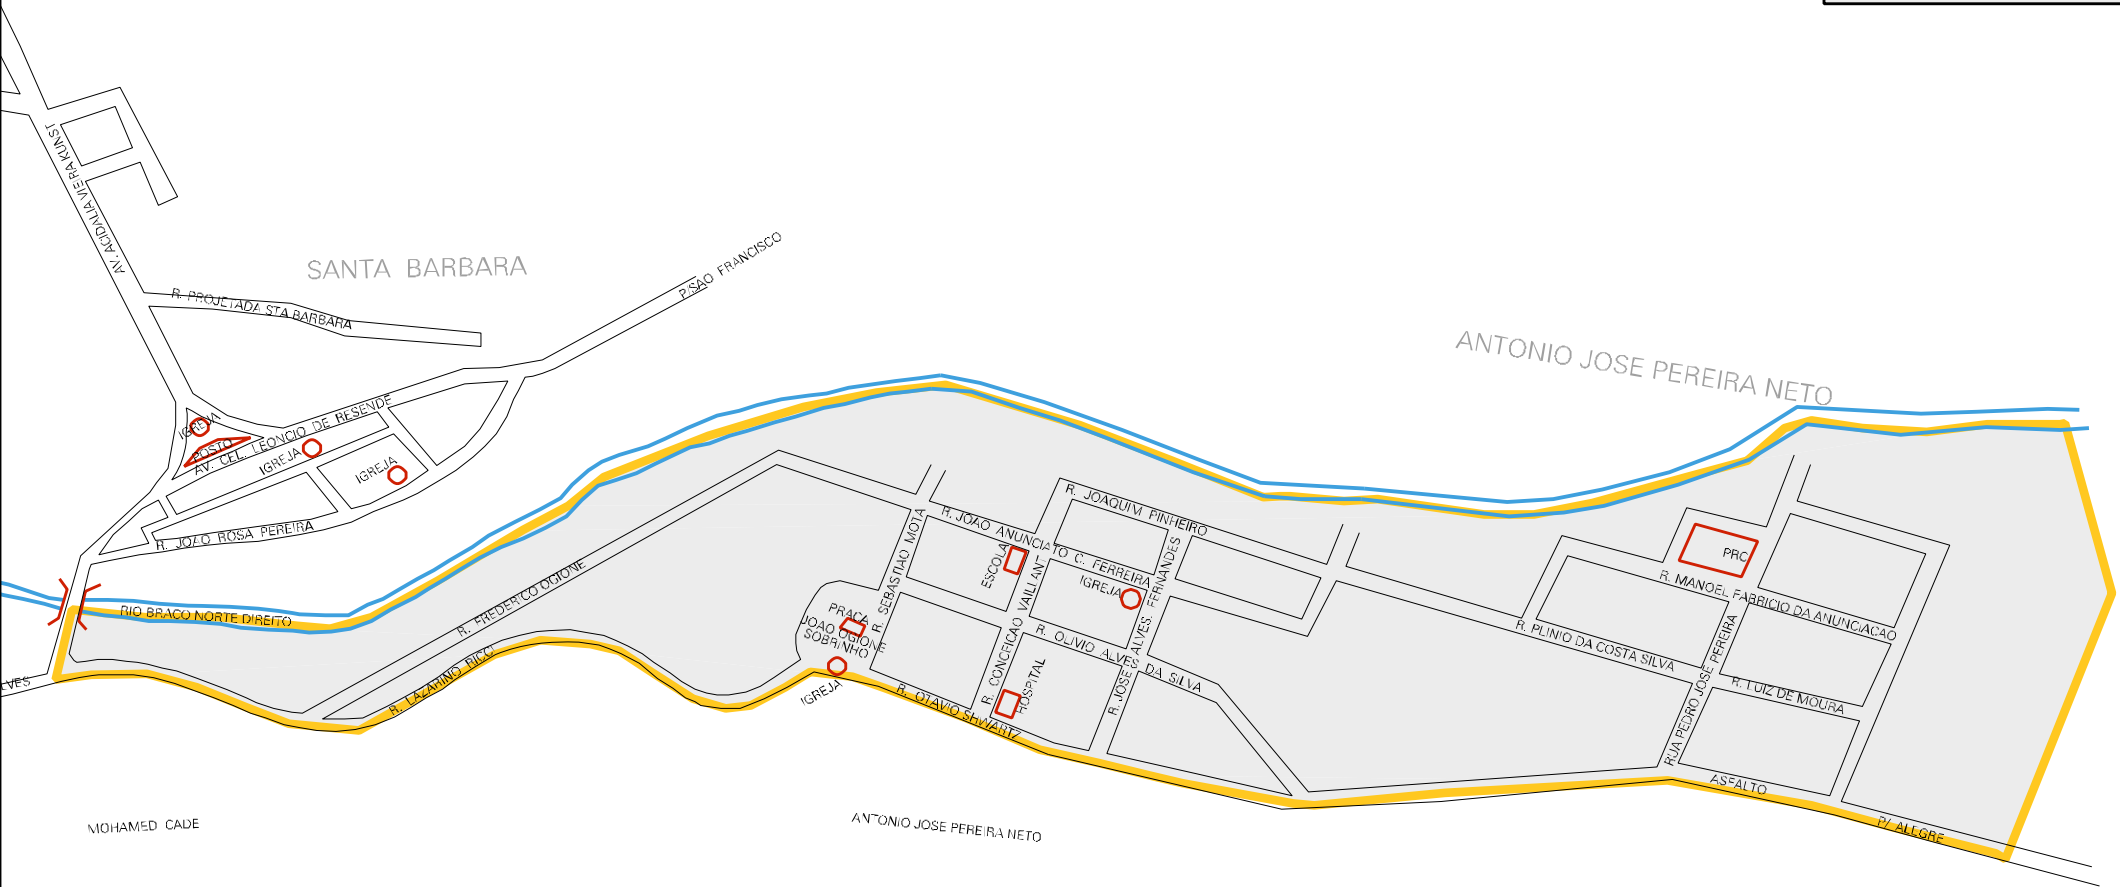 AV. ACIDALIA VIEIRA KUNST
SANTA BARBARA
P/SAO FRANCISCO
R. PROJETADA STA BARBARA
ANTONIO JOSE PEREIRA NETO
IGREJA
POSTO
AV. CEL. LEONCIO DE RESENDE
IGREJA
IGREJA
R. JOAO ROSA PEREIRA
RIO BRACO NORTE DIREITO
R. FREDERICO OGIONE
R. LAZARINO RICCI
LVES
R. SEBASTIAO MOTA
R. JOAO ANUNCIATO C. FERREIRA
R. JOAQUIM PINHEIRO
ESCOLA
IGREJA
R. JOSE ALVES. FERNANDES
R. CONCEICAO VAILLANT
PRACA
JOAO OGIONE
SOBRINHO
IGREJA
R. OLIVIO ALVES DA SILVA
HOSPITAL
R. OTAVIO SHWARTZ
PRC
R. MANOEL FABRICIO DA ANUNCIACAO
R. PLINIO DA COSTA SILVA
RUA PEDRO JOSE PEREIRA
R. LUIZ DE MOURA
ASFALTO
P/ ALEGRE
MOHAMED CADE
ANTONIO JOSE PEREIRA NETO